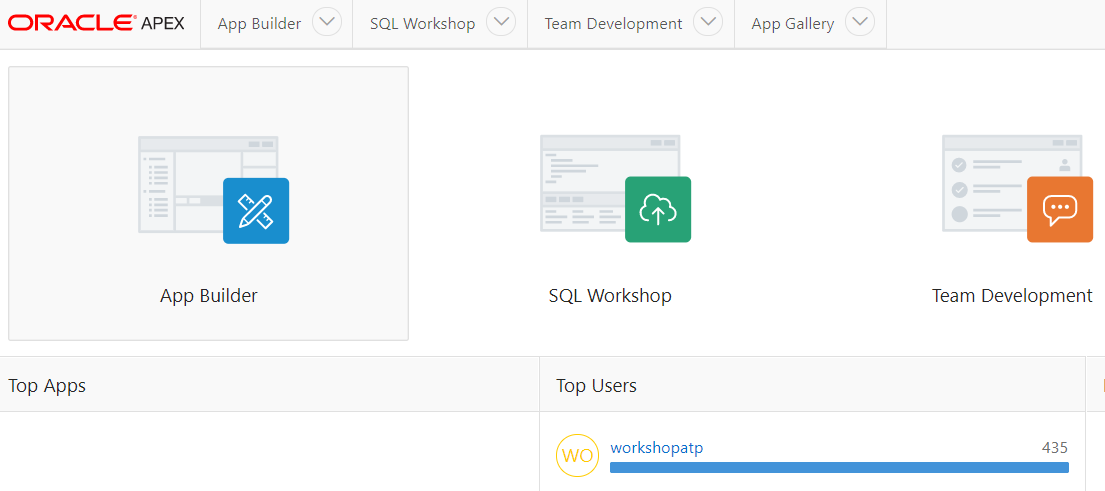 ORACLE® APEX App Builder SQL Workshop Team Development App Gallery
App Builder SQL Workshop Team Development
Top Apps Top Users
WO workshopatp 435